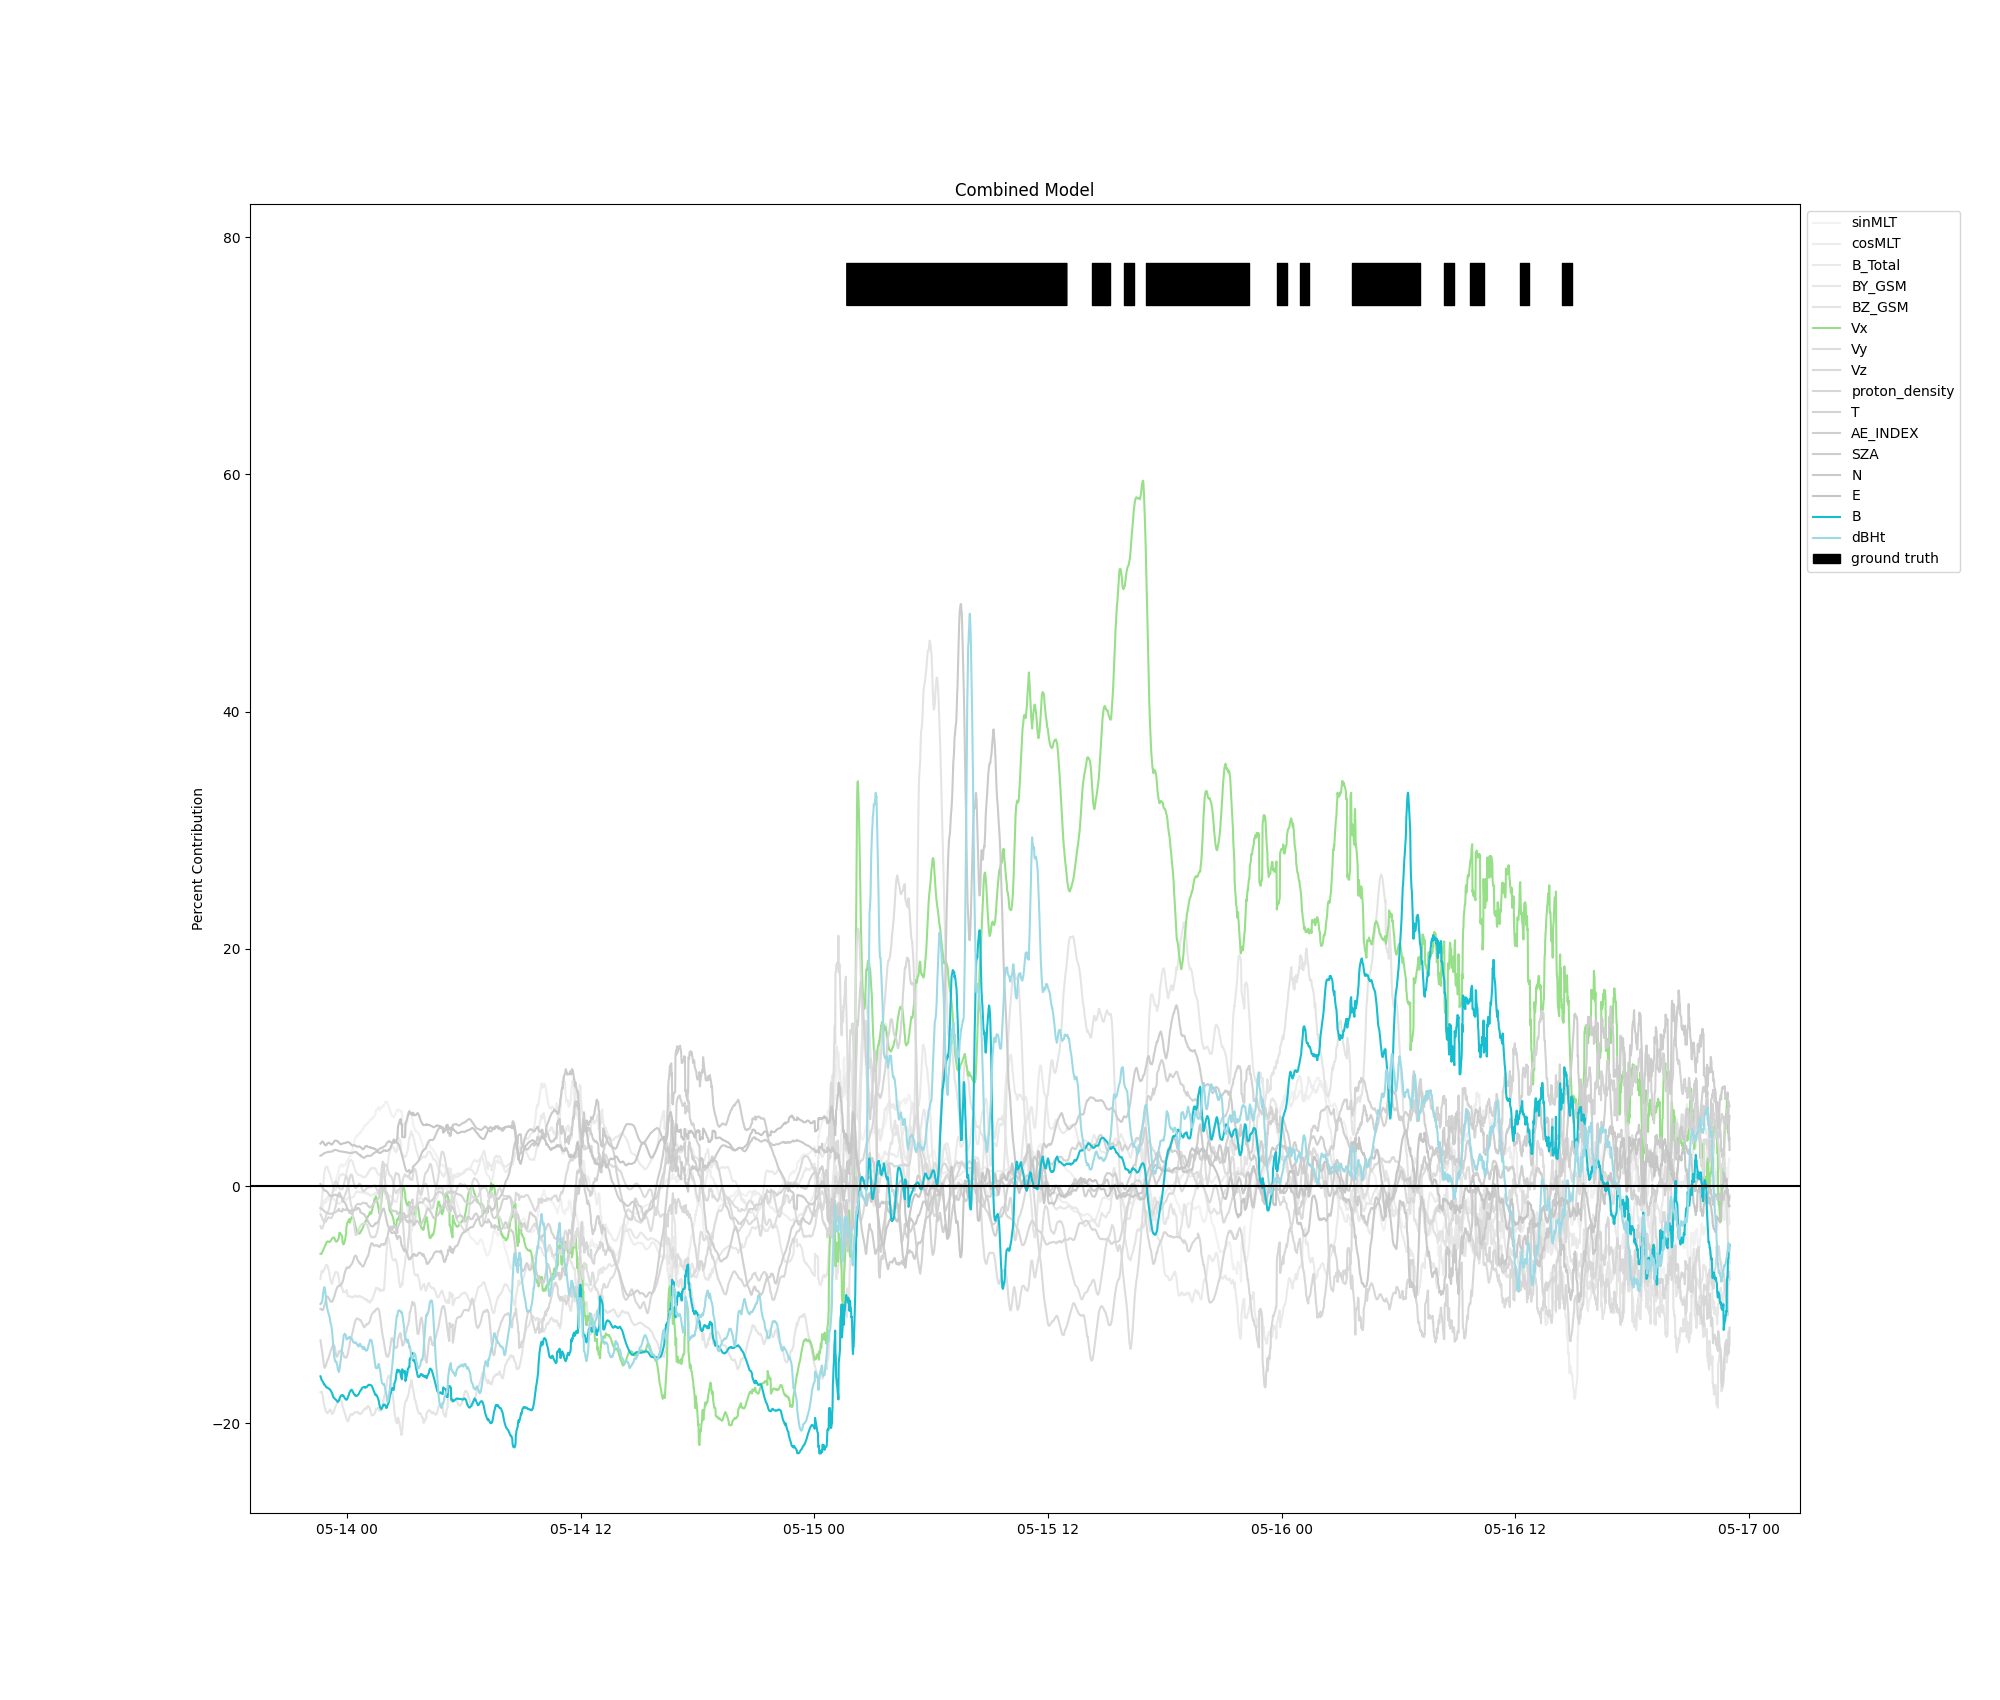 Combined Model
80
60
40
20
0
−20
Percent Contribution
05-14 00
05-14 12
05-15 00
05-15 12
05-16 00
05-16 12
05-17 00
sinMLT
cosMLT
B_Total
BY_GSM
BZ_GSM
Vx
Vy
Vz
proton_density
T
AE_INDEX
SZA
N
E
B
dBHt
ground truth